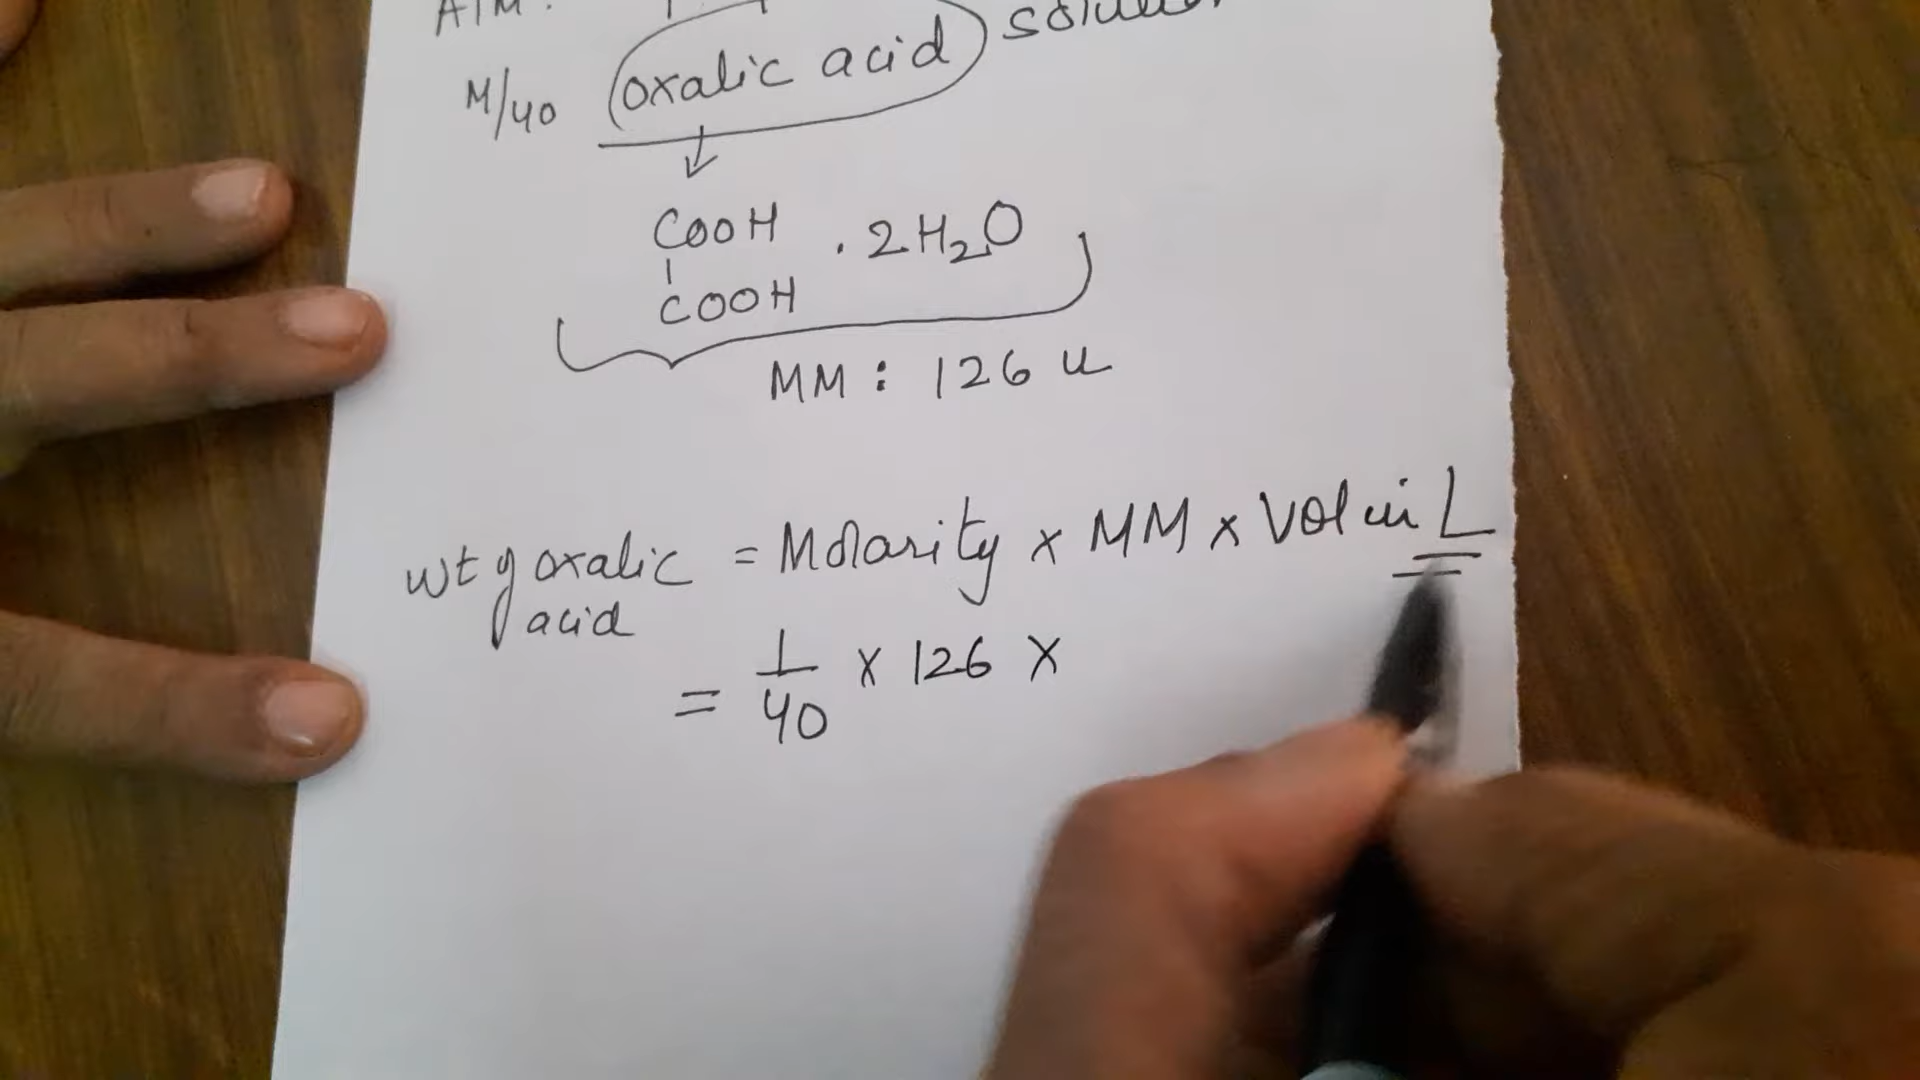 AIM:
M/40 oxalic acid
COOH . 2H₂O
|
COOH
MM : 126 u
wt of oxalic acid = Molarity x MM x Vol in L
= 1/40 x 126 x